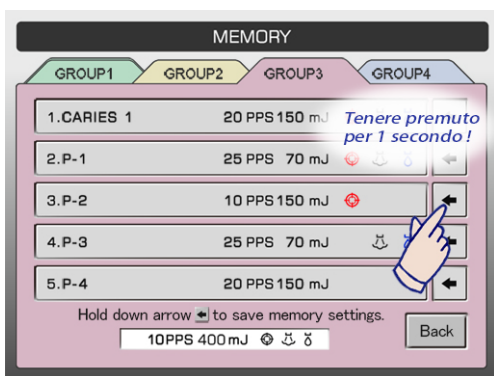 MEMORY
GROUP1 GROUP2 GROUP3 GROUP4
1.CARIES 1 20 PPS 150 mJ
Tenere premuto
per 1 secondo !
2.P-1 25 PPS 70 mJ
3.P-2 10 PPS 150 mJ
4.P-3 25 PPS 70 mJ
5.P-4 20 PPS 150 mJ
Hold down arrow to save memory settings.
10PPS 400 mJ
Back